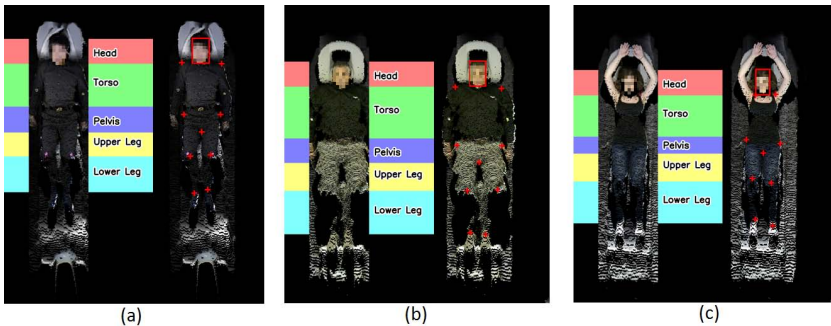 Head
Torso
Pelvis
Upper Leg
Lower Leg
(a)
Head
Torso
Pelvis
Upper Leg
Lower Leg
(b)
Head
Torso
Pelvis
Upper Leg
Lower Leg
(c)